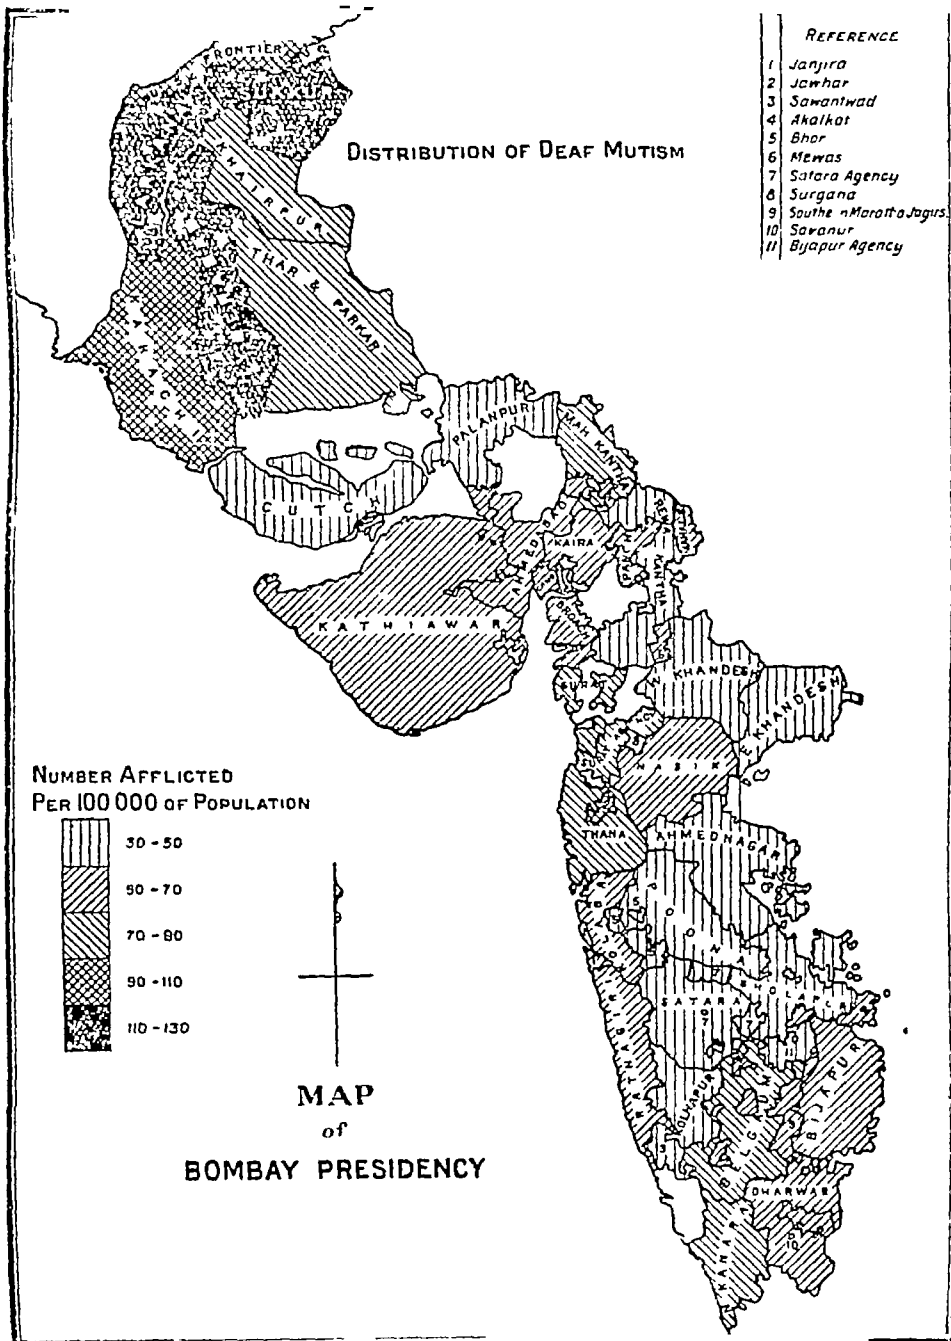 REFERENCE
1 Janjira
2 Jawhar
3 Sawantwad
4 Akalkot
5 Bhor
6 Mewas
7 Satara Agency
8 Surgana
9 Southe n Maratta Jagirs
10 Savanur
11 Bijapur Agency
DISTRIBUTION OF DEAF MUTISM
FRONTIER
SUKKUR
KHAIRPUR
THAR & PARKAR
KARACHI
PALANPUR
MAHI KANTHA
CUTCH
AHMEDABAD
KAIRA
REWA KANTHA
PANCH
KATHIAWAR
BROACH
SURAT
W. KHANDESH
E. KHANDESH
NASIK
THANA
AHMEDNAGAR
POONA
SATARA
SHOLAPUR
RATNAGIRI
KOLHAPUR
BELGAUM
BIJAPUR
DHARWAR
N. KANARA
NUMBER AFFLICTED
PER 100 000 OF POPULATION
30 - 50
50 - 70
70 - 90
90 - 110
110 - 130
MAP
of
BOMBAY PRESIDENCY